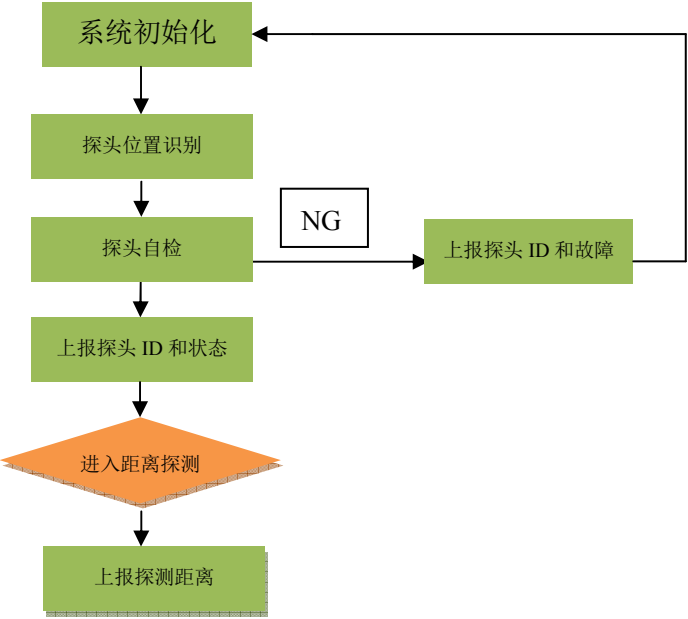 系统初始化
探头位置识别
NG
探头自检
上报探头 ID 和故障
上报探头 ID 和状态
进入距离探测
上报探测距离